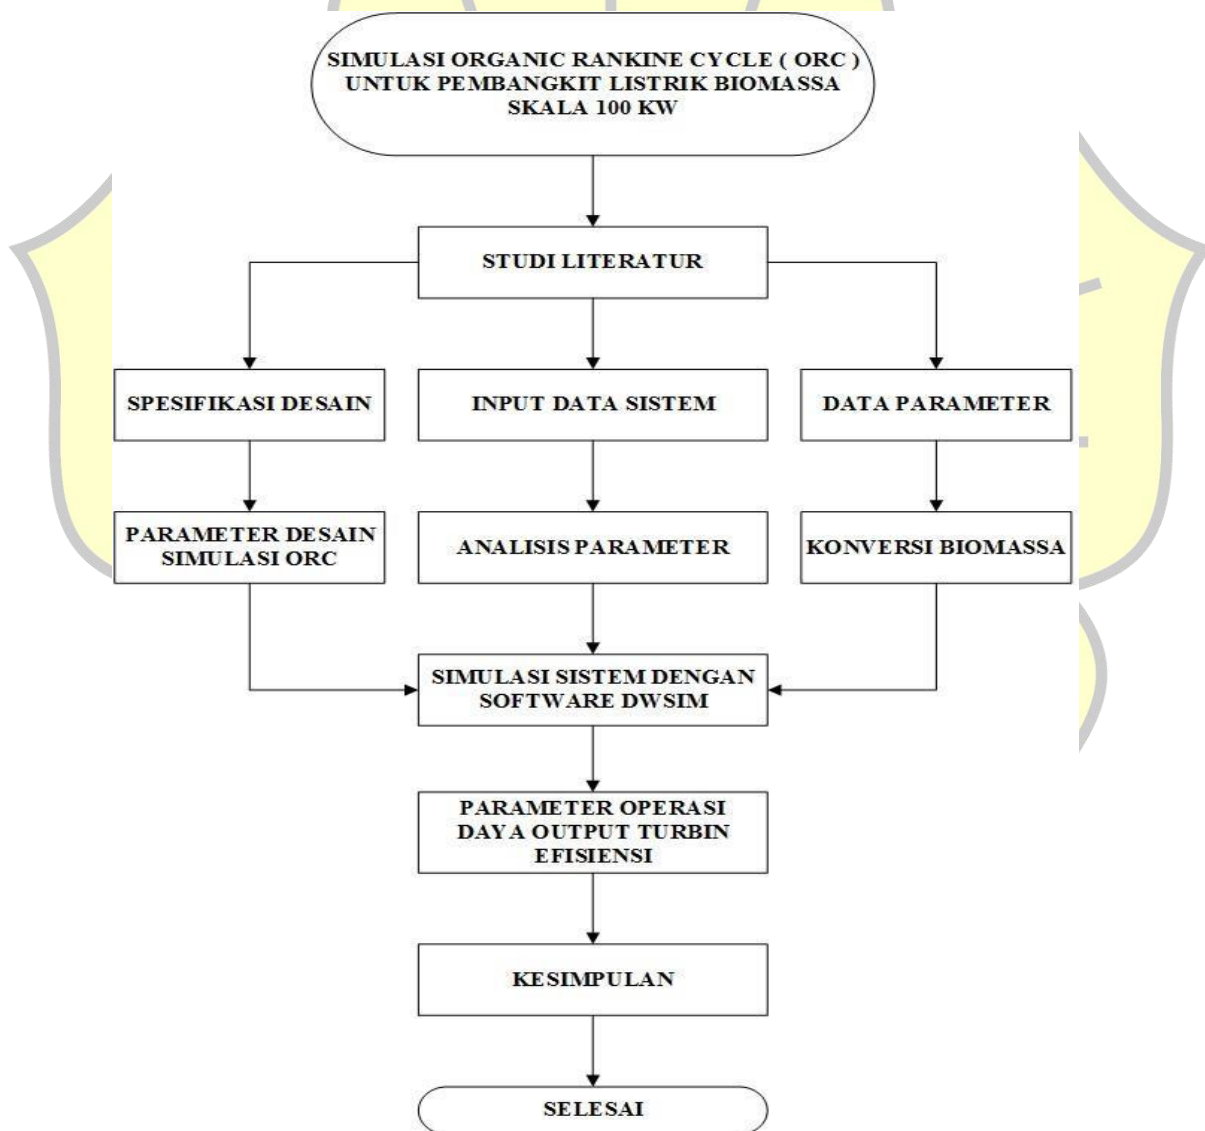 SIMULASI ORGANIC RANKINE CYCLE ( ORC )
UNTUK PEMBANGKIT LISTRIK BIOMASSA
SKALA 100 KW
STUDI LITERATUR
SPESIFIKASI DESAIN
INPUT DATA SISTEM
DATA PARAMETER
PARAMETER DESAIN
SIMULASI ORC
ANALISIS PARAMETER
KONVERSI BIOMASSA
SIMULASI SISTEM DENGAN
SOFTWARE DWSIM
PARAMETER OPERASI
DAYA OUTPUT TURBIN
EFISIENSI
KESIMPULAN
SELESAI